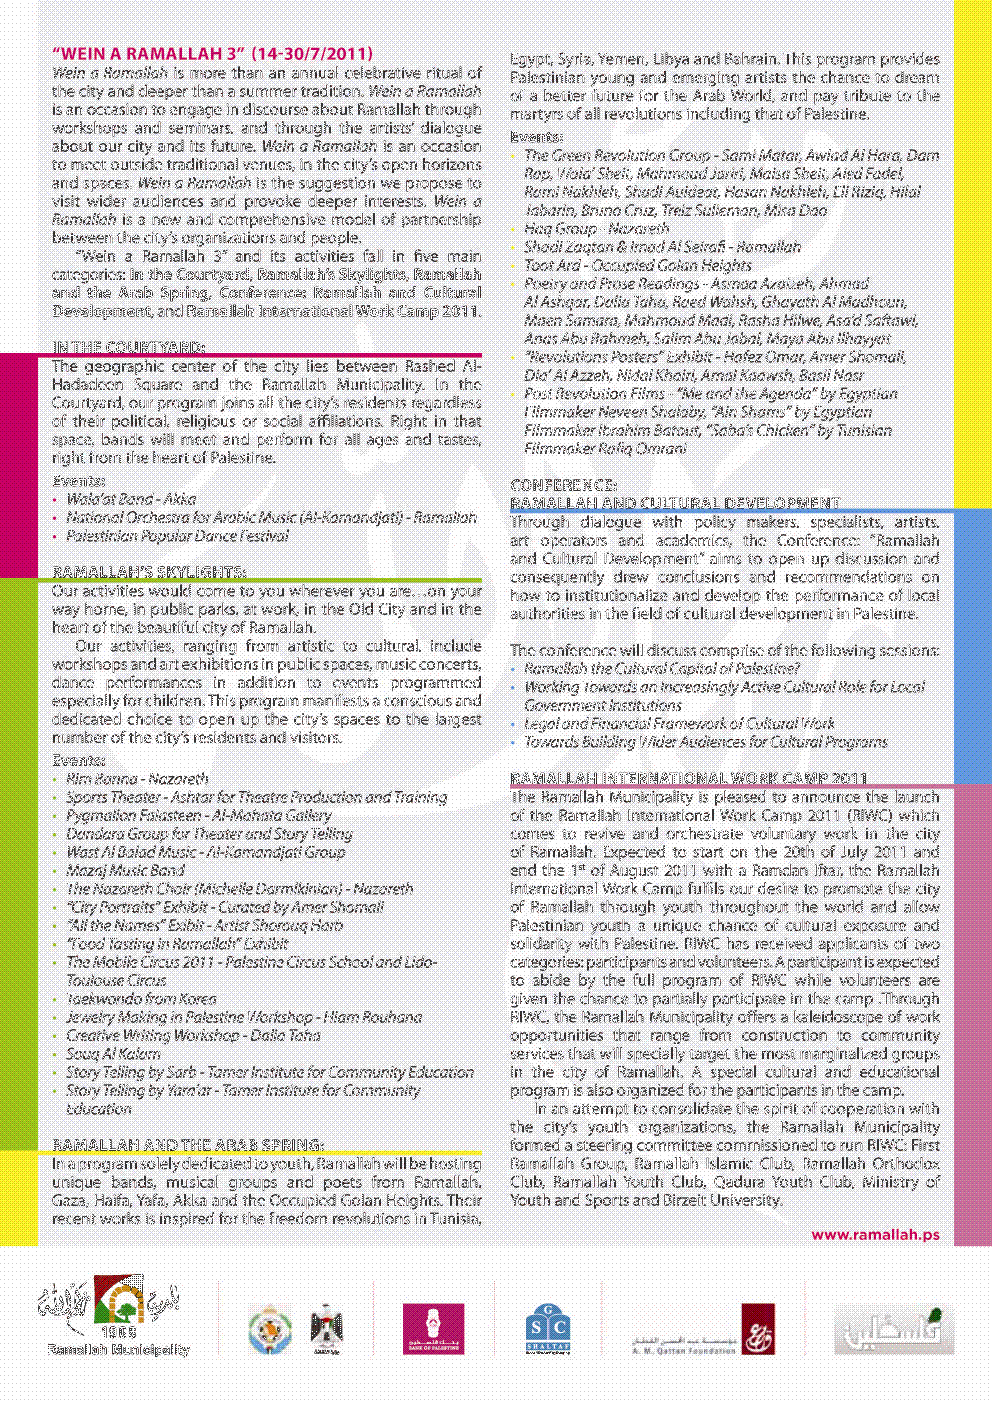 “WEIN A RAMALLAH 3” (14-30/7/2011)
Wein a Ramallah is more than an annual celebrative ritual of
the city and deeper than a summer tradition. Wein a Ramallah
is an occasion to engage in discourse about Ramallah through
workshops and seminars, and through the artists’ dialogue
about our city and its future. Wein a Ramallah is an occasion
to meet outside traditional venues, in the city’s open horizons
and spaces. Wein a Ramallah is the suggestion we propose to
visit wider audiences and provoke deeper interests. Wein a
Ramallah is a new and comprehensive model of partnership
between the city’s organizations and people.
“Wein a Ramallah 3” and its activities fall in five main
categories: In the Courtyard, Ramallah’s Skylights, Ramallah
and the Arab Spring, Conference: Ramallah and Cultural
Development, and Ramallah International Work Camp 2011.
IN THE COURTYARD:
The geographic center of the city lies between Rashed Al-
Hadadeen Square and the Ramallah Municipality. In the
Courtyard, our program joins all the city’s residents regardless
of their political, religious or social affiliations. Right in that
space, bands will meet and perform for all ages and tastes,
right from the heart of Palestine.
Events:
• Wala’at Band - Akka
• National Orchestra for Arabic Music (Al-Kamandjati) - Ramallah
• Palestinian Popular Dance Festival
RAMALLAH’S SKYLIGHTS:
Our activities would come to you wherever you are…on your
way home, in public parks, at work, in the Old City and in the
heart of the beautiful city of Ramallah.
Our activities, ranging from artistic to cultural, include
workshops and art exhibitions in public spaces, music concerts,
dance performances in addition to events programmed
especially for children. This program manifests a conscious and
dedicated choice to open up the city’s spaces to the largest
number of the city’s residents and visitors.
Events:
• Rim Banna - Nazareth
• Sports Theater - Ashtar for Theatre Production and Training
• Pygmalion Falasteen - Al-Mahata Gallery
• Dandara Group for Theater and Story Telling
• Wast Al Balad Music - Al-Kamandjati Group
• Mazaj Music Band
• The Nazareth Choir (Michelle Darmikinian) - Nazareth
• “City Portraits” Exhibit - Curated by Amer Shomali
• “All the Names” Exibit - Artist Shorouq Harb
• “Food Tasting in Ramallah” Exhibit
• The Mobile Circus 2011 - Palestine Circus School and Lido-
Toulouse Circus
• Taekwondo from Korea
• Jewelry Making in Palestine Workshop - Hiam Rouhana
• Creative Writing Workshop - Dalia Taha
• Souq Al Kalam
• Story Telling by Sarb - Tamer Institute for Community Education
• Story Telling by Yara’ar - Tamer Institute for Community
Education
RAMALLAH AND THE ARAB SPRING:
In a program solely dedicated to youth, Ramallah will be hosting
unique bands, musical groups and poets from Ramallah,
Gaza, Haifa, Yafa, Akka and the Occupied Golan Heights. Their
recent works is inspired for the freedom revolutions in Tunisia,
Egypt, Syria, Yemen, Libya and Bahrain. This program provides
Palestinian young and emerging artists the chance to dream
of a better future for the Arab World, and pay tribute to the
martyrs of all revolutions including that of Palestine.
Events:
• The Green Revolution Group - Sami Matar, Awlad Al Hara, Dam
Rap, Wala’ Sbeit, Mahmoud Jariri, Maisa Sbeit, Aied Fadel,
Rami Nakhleh, Shadi Auideat, Hasan Nakhleh, Eli Riziq, Hilal
Jabarin, Bruno Cruz, Treiz Sulieman, Misa Dao
• Haq Group - Nazareth
• Shadi Zaqtan & Imad Al Seirafi - Ramallah
• Toot Ard - Occupied Golan Heights
• Poetry and Prose Readings - Asmaa Azaizeh, Ahmad
Al Ashqar, Dalia Taha, Raed Wahsh, Ghayath Al Madhoun,
Maen Samara, Mahmoud Madi, Rasha Hilwe, Asa’d Saftawi,
Anas Abu Rahmeh, Salim Abu Jabal, Maya Abu Ilhayyat
• “Revolutions Posters” Exhibit - Hafez Omar, Amer Shomali,
Dia’ Al Azzeh, Nidal Khairi, Amal Kaawsh, Basil Nasr
• Post Revolution Films - “Me and the Agenda” by Egyptian
Filmmaker Neveen Shalaby, “Ain Shams” by Egyptian
Filmmaker Ibrahim Batout, “Saba’s Chicken” by Tunisian
Filmmaker Rafiq Omrani
CONFERENCE:
RAMALLAH AND CULTURAL DEVELOPMENT
Through dialogue with policy makers, specialists, artists,
art operators and academics, the Conference: “Ramallah
and Cultural Development” aims to open up discussion and
consequently drew conclusions and recommendations on
how to institutionalize and develop the performance of local
authorities in the field of cultural development in Palestine.
The conference will discuss comprise of the following sessions:
• Ramallah the Cultural Capital of Palestine?
• Working Towards an Increasingly Active Cultural Role for Local
Government Institutions
• Legal and Financial Framework of Cultural Work
• Towards Building Wider Audiences for Cultural Programs
RAMALLAH INTERNATIONAL WORK CAMP 2011
The Ramallah Municipality is pleased to announce the launch
of the Ramallah International Work Camp 2011 (RIWC) which
comes to revive and orchestrate voluntary work in the city
of Ramallah. Expected to start on the 20th of July 2011 and
end the 1st of August 2011 with a Ramdan Iftar, the Ramallah
International Work Camp fulfils our desire to promote the city
of Ramallah through youth throughout the world and allow
Palestinian youth a unique chance of cultural exposure and
solidarity with Palestine. RIWC has received applicants of two
categories: participants and volunteers. A participant is expected
to abide by the full program of RIWC while volunteers are
given the chance to partially participate in the camp .Through
RIWC, the Ramallah Municipality offers a kaleidoscope of work
opportunities that range from construction to community
services that will specially target the most marginalized groups
in the city of Ramallah. A special cultural and educational
program is also organized for the participants in the camp.
In an attempt to consolidate the spirit of cooperation with
the city’s youth organizations, the Ramallah Municipality
formed a steering committee commissioned to run RIWC: First
Ramallah Group, Ramallah Islamic Club, Ramallah Orthodox
Club, Ramallah Youth Club, Qadura Youth Club, Ministry of
Youth and Sports and Birzeit University.
www.ramallah.ps
1908
Ramallah Municipality
بنك فلسطين
BANK OF PALESTINE
G
S C
SHALTAF
مؤسسة عبد المحسن القطان
A. M. Qattan Foundation
فلسطين